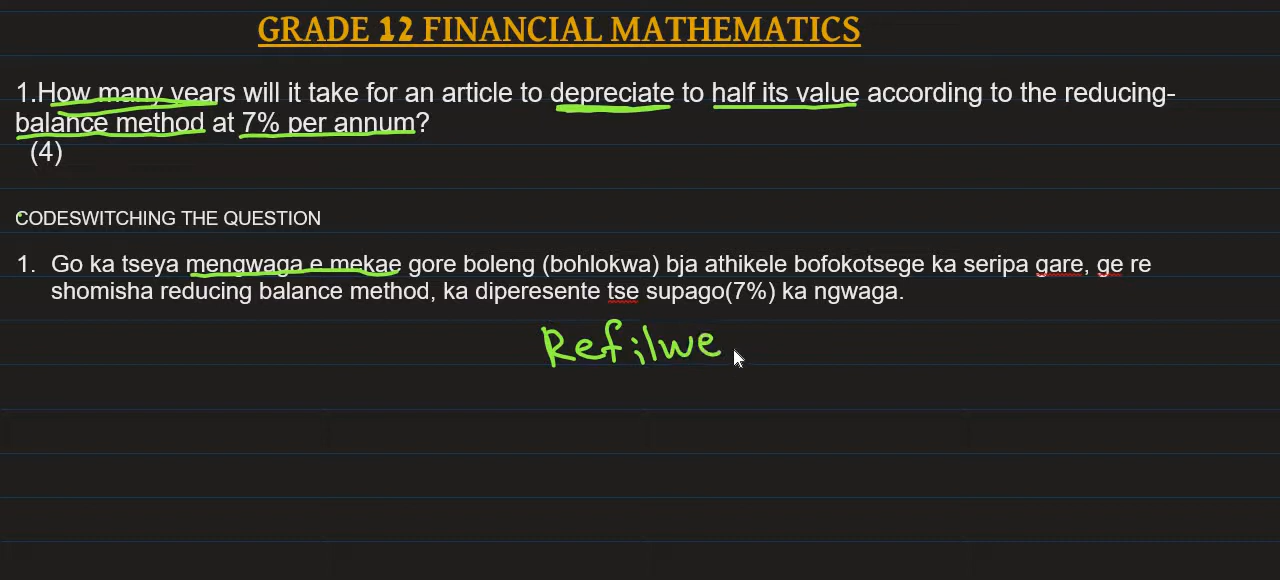 GRADE 12 FINANCIAL MATHEMATICS
1.How many years will it take for an article to depreciate to half its value according to the reducing-
balance method at 7% per annum?
(4)
CODESWITCHING THE QUESTION
1. Go ka tseya mengwaga e mekae gore boleng (bohlokwa) bja athikele bofokotsege ka seripa gare, ge re
shomisha reducing balance method, ka diperesente tse supago(7%) ka ngwaga.
Refilwe